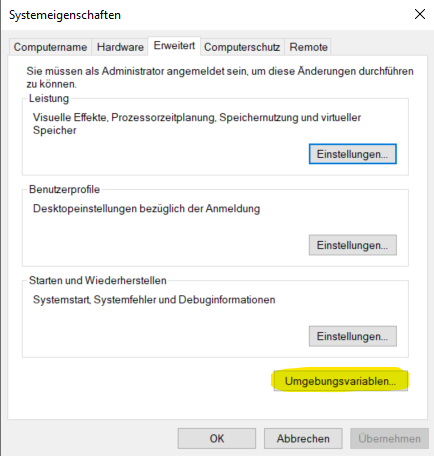 Systemeigenschaften
Computername Hardware Erweitert Computerschutz Remote
Sie müssen als Administrator angemeldet sein, um diese Änderungen durchführen
zu können.
Leistung
Visuelle Effekte, Prozessorzeitplanung, Speichernutzung und virtueller
Speicher
Einstellungen...
Benutzerprofile
Desktopeinstellungen bezüglich der Anmeldung
Einstellungen...
Starten und Wiederherstellen
Systemstart, Systemfehler und Debuginformationen
Einstellungen...
Umgebungsvariablen...
OK Abbrechen Übernehmen